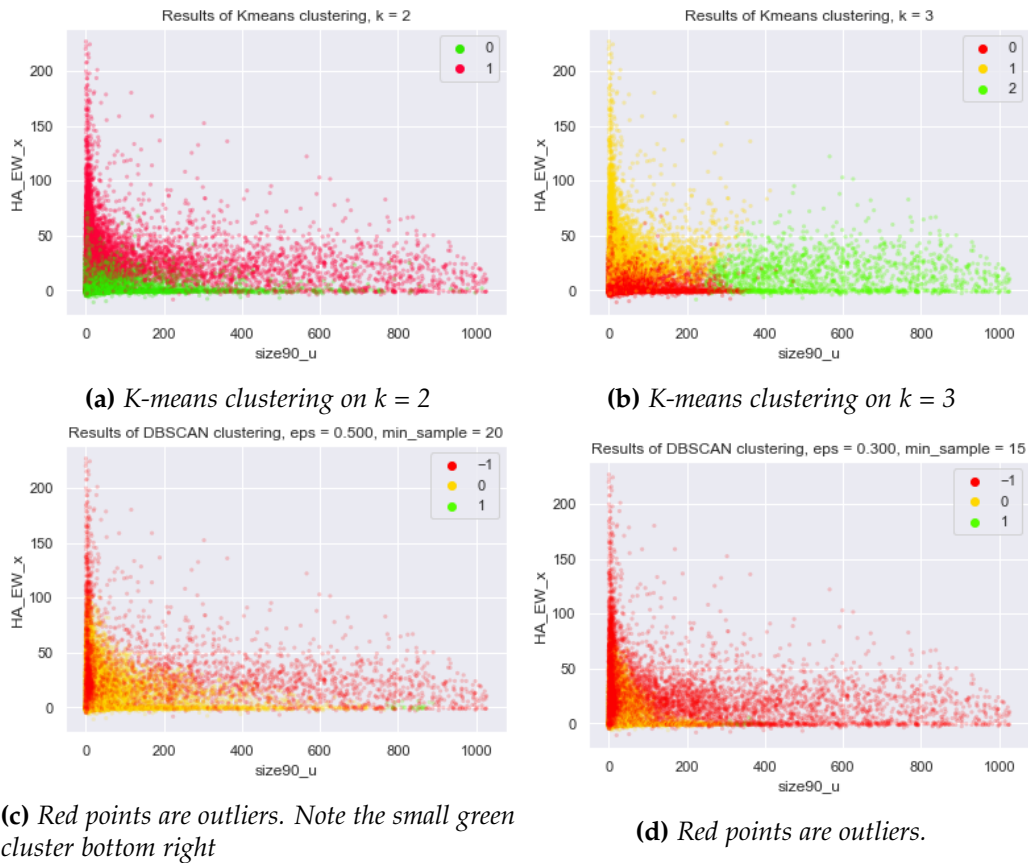 Results of Kmeans clustering, k = 2
0
1
200
150
100
50
0
HA_EW_x
0 200 400 600 800 1000
size90_u
(a) K-means clustering on k = 2
Results of Kmeans clustering, k = 3
0
1
2
200
150
100
50
0
HA_EW_x
0 200 400 600 800 1000
size90_u
(b) K-means clustering on k = 3
Results of DBSCAN clustering, eps = 0.500, min_sample = 20
−1
0
1
200
150
100
50
0
HA_EW_x
0 200 400 600 800 1000
size90_u
(c) Red points are outliers. Note the small green
cluster bottom right
Results of DBSCAN clustering, eps = 0.300, min_sample = 15
−1
0
1
200
150
100
50
0
HA_EW_x
0 200 400 600 800 1000
size90_u
(d) Red points are outliers.